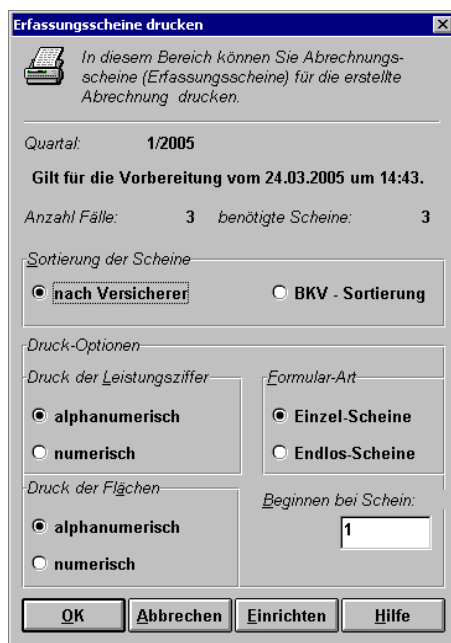 Erfassungsscheine drucken
In diesem Bereich können Sie Abrechnungs-
scheine (Erfassungsscheine) für die erstellte
Abrechnung drucken.
Quartal: 1/2005
Gilt für die Vorbereitung vom 24.03.2005 um 14:43.
Anzahl Fälle: 3 benötigte Scheine: 3
Sortierung der Scheine
nach Versicherer BKV - Sortierung
Druck-Optionen
Druck der Leistungsziffer
alphanumerisch
numerisch
Formular-Art
Einzel-Scheine
Endlos-Scheine
Druck der Flächen
alphanumerisch
numerisch
Beginnen bei Schein:
1
OK Abbrechen Einrichten Hilfe